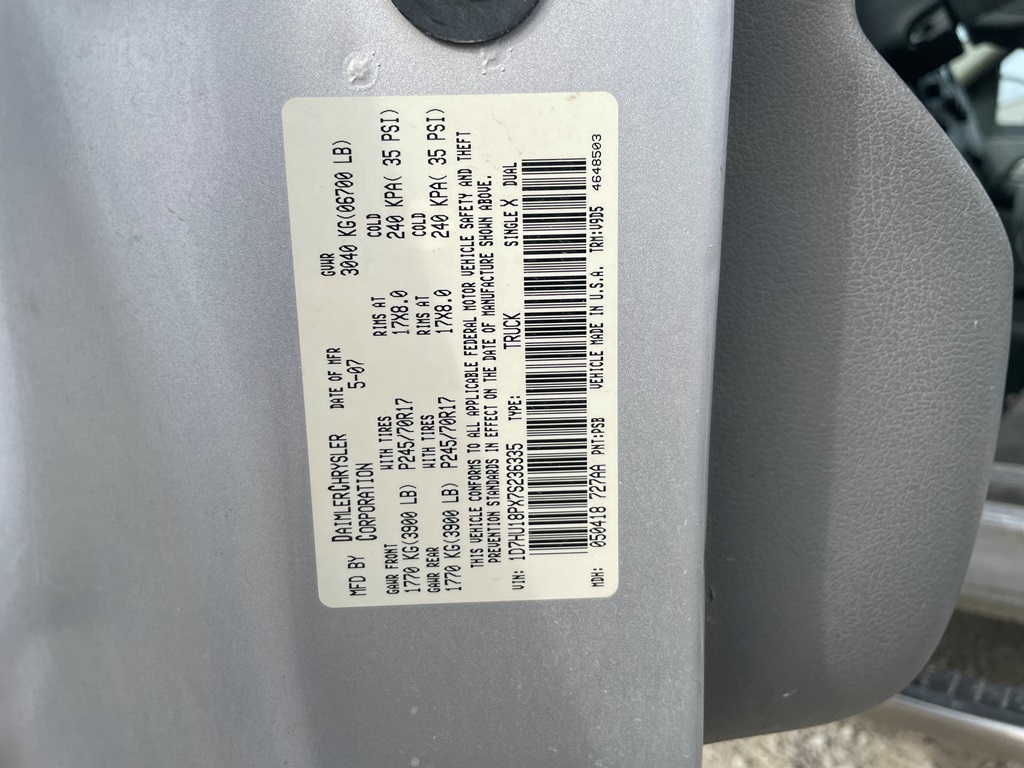 MFD BY DAIMLERCHRYSLER CORPORATION DATE OF MFR 5-07 GVWR 3040 KG(06700 LB)
GAWR FRONT WITH TIRES RIMS AT COLD
1770 KG(3900 LB) P245/70R17 17X8.0 240 KPA( 35 PSI)
GAWR REAR WITH TIRES RIMS AT COLD
1770 KG(3900 LB) P245/70R17 17X8.0 240 KPA( 35 PSI)
THIS VEHICLE CONFORMS TO ALL APPLICABLE FEDERAL MOTOR VEHICLE SAFETY AND THEFT
PREVENTION STANDARDS IN EFFECT ON THE DATE OF MANUFACTURE SHOWN ABOVE.
VIN: 1D7HU18PX7S236335 TYPE: TRUCK SINGLE X DUAL
MDH: 050418 727AA PNT:PSB VEHICLE MADE IN U.S.A. TRM:V9D5 4648503